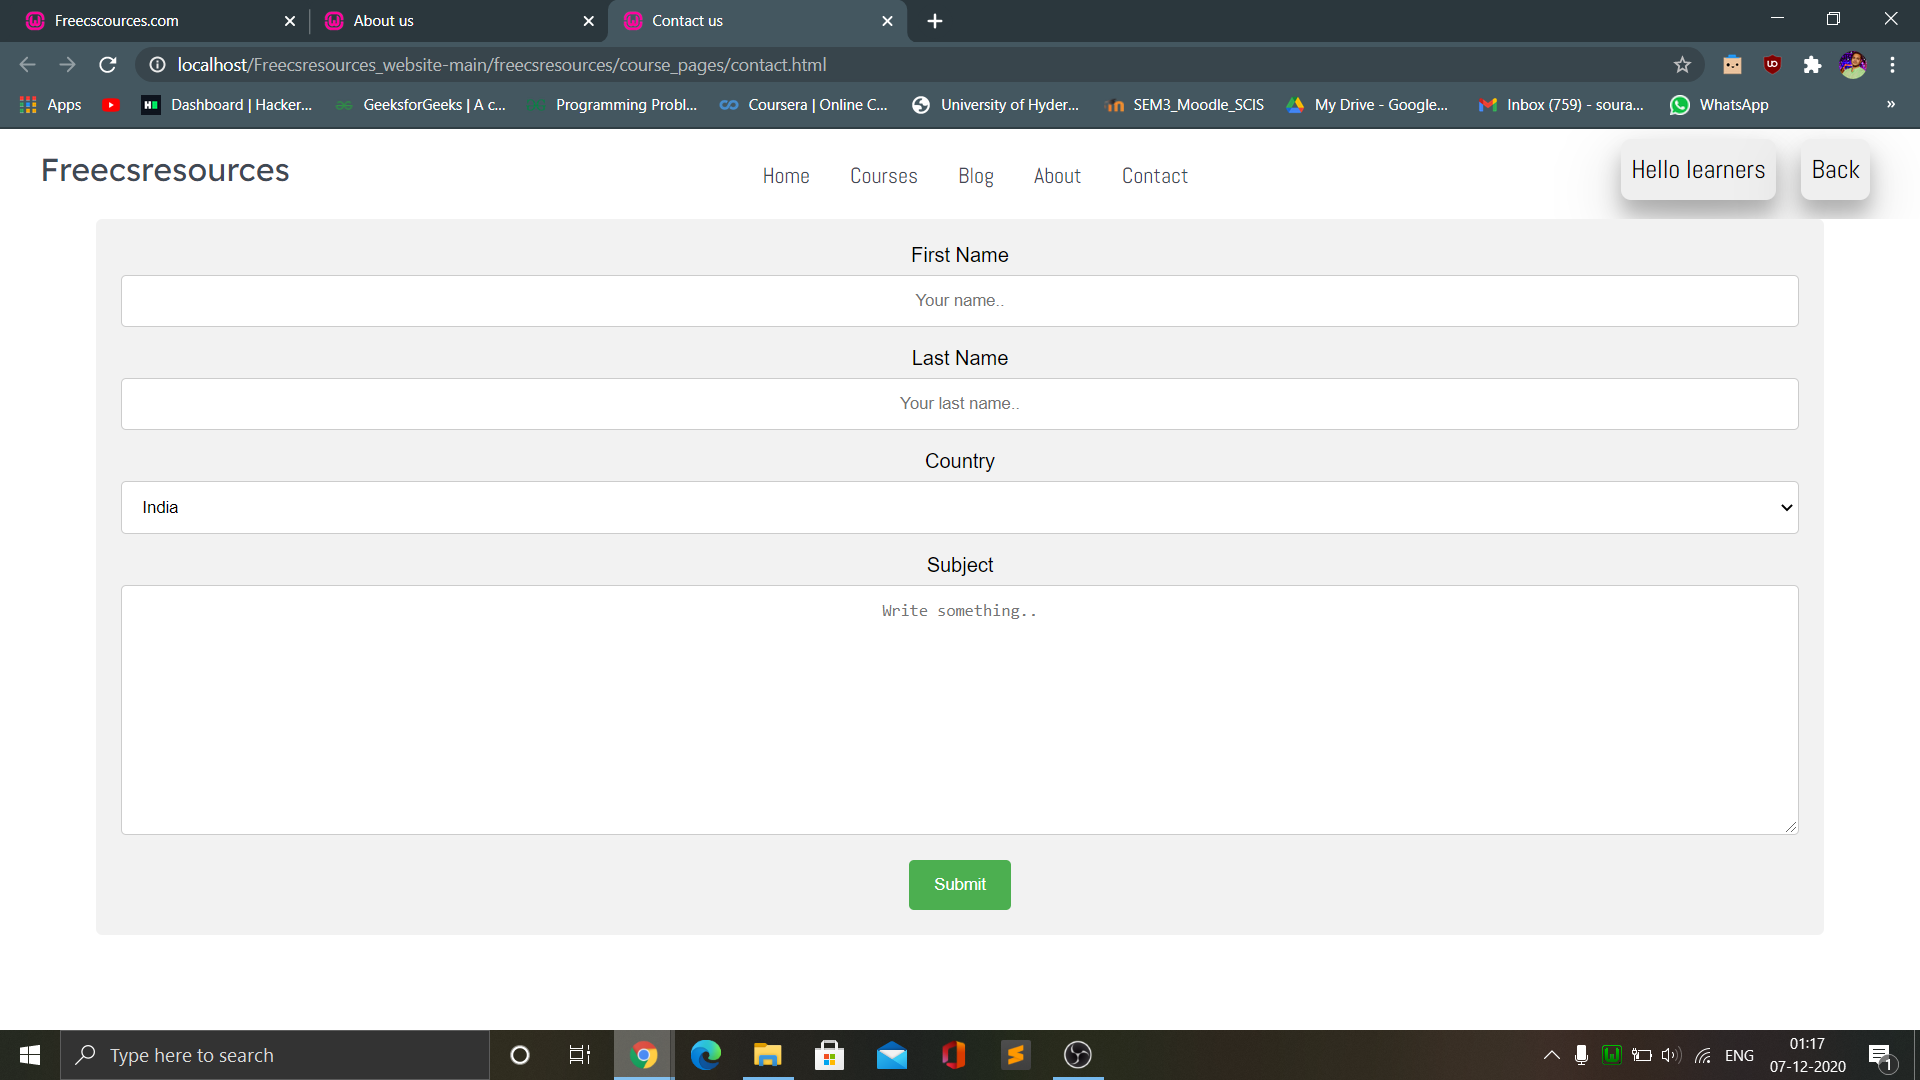 Freecscources.com
About us
Contact us
localhost/Freecsresources_website-main/freecsresources/course_pages/contact.html
Apps
Dashboard | Hacker...
GeeksforGeeks | A c...
Programming Probl...
Coursera | Online C...
University of Hyder...
SEM3_Moodle_SCIS
My Drive - Google...
Inbox (759) - soura...
WhatsApp
»
Freecsresources
Home
Courses
Blog
About
Contact
Hello learners
Back
First Name
Your name..
Last Name
Your last name..
Country
India
Subject
Write something..
Submit
Type here to search
ENG
01:17
07-12-2020
1